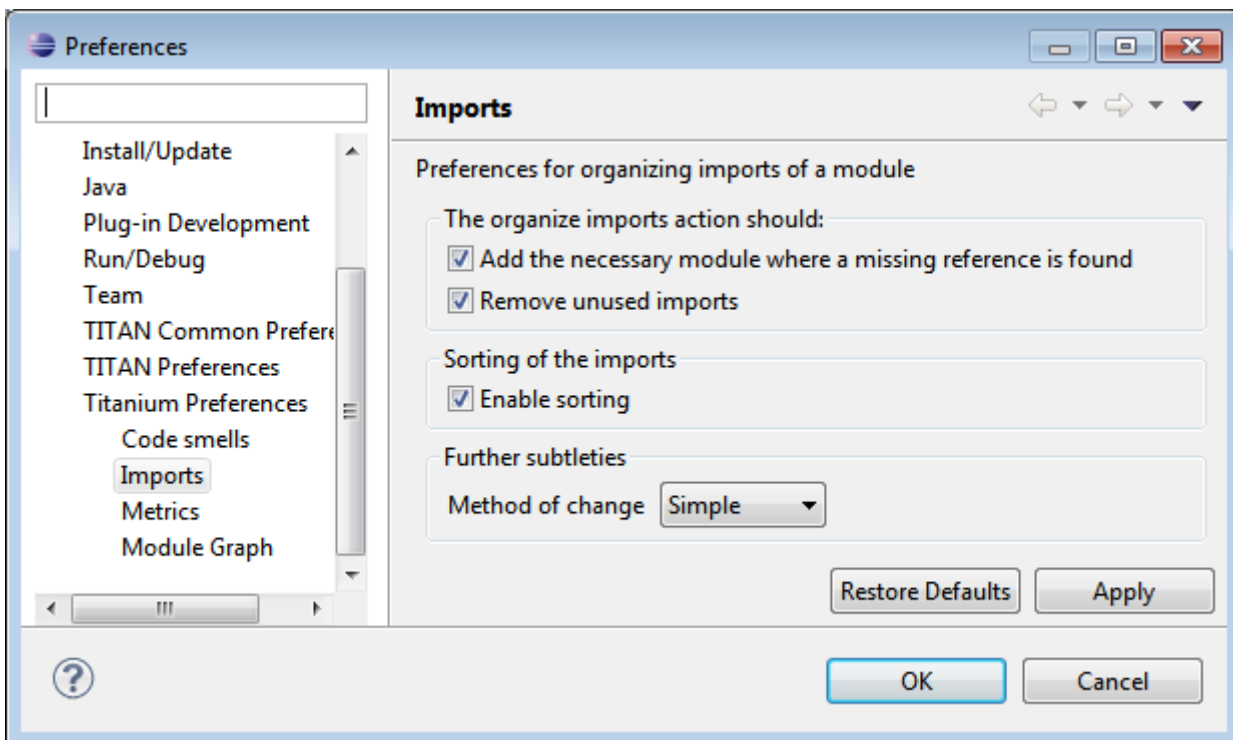 Preferences
Imports
Install/Update
Java
Plug-in Development
Run/Debug
Team
TITAN Common Prefere
TITAN Preferences
Titanium Preferences
Code smells
Imports
Metrics
Module Graph
Preferences for organizing imports of a module
The organize imports action should:
Add the necessary module where a missing reference is found
Remove unused imports
Sorting of the imports
Enable sorting
Further subtleties
Method of change Simple
Restore Defaults Apply
OK Cancel